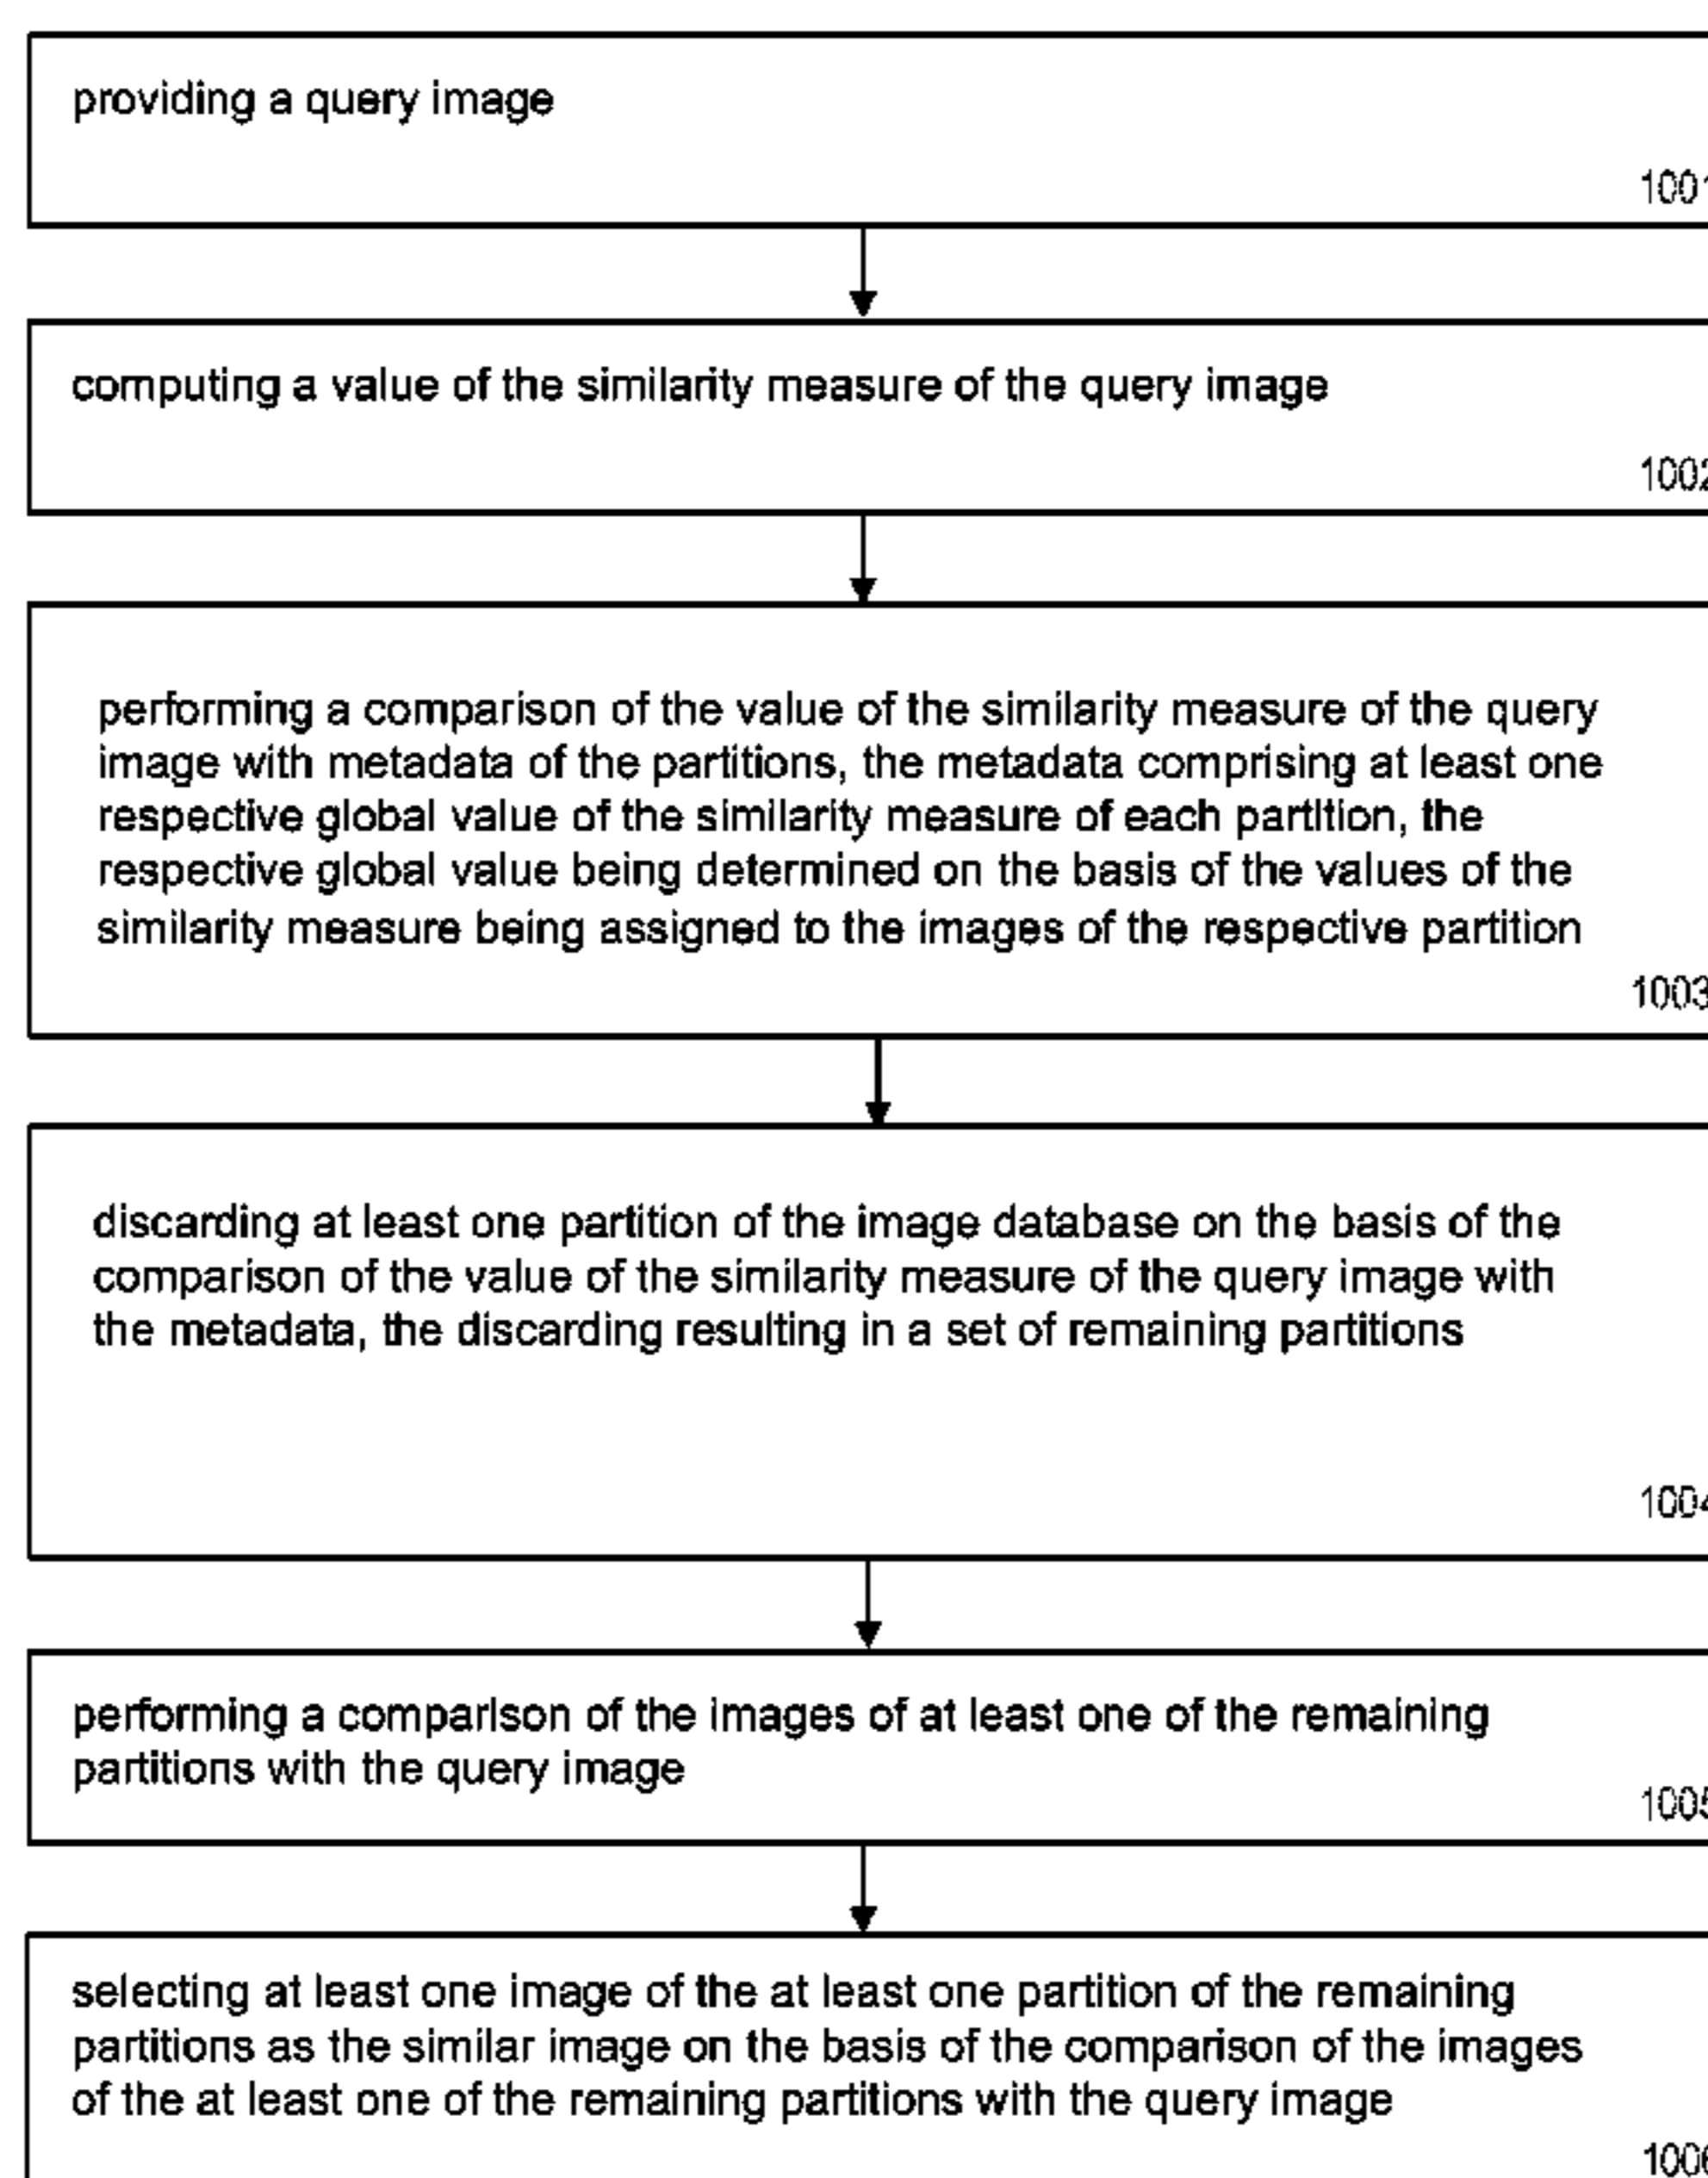 providing a query image
1001
computing a value of the similarity measure of the query image
1002
performing a comparison of the value of the similarity measure of the query
image with metadata of the partitions, the metadata comprising at least one
respective global value of the similarity measure of each partition, the
respective global value being determined on the basis of the values of the
similarity measure being assigned to the images of the respective partition
1003
discarding at least one partition of the image database on the basis of the
comparison of the value of the similarity measure of the query image with
the metadata, the discarding resulting in a set of remaining partitions
1004
performing a comparison of the images of at least one of the remaining
partitions with the query image
1005
selecting at least one image of the at least one partition of the remaining
partitions as the similar image on the basis of the comparison of the images
of the at least one of the remaining partitions with the query image
1006